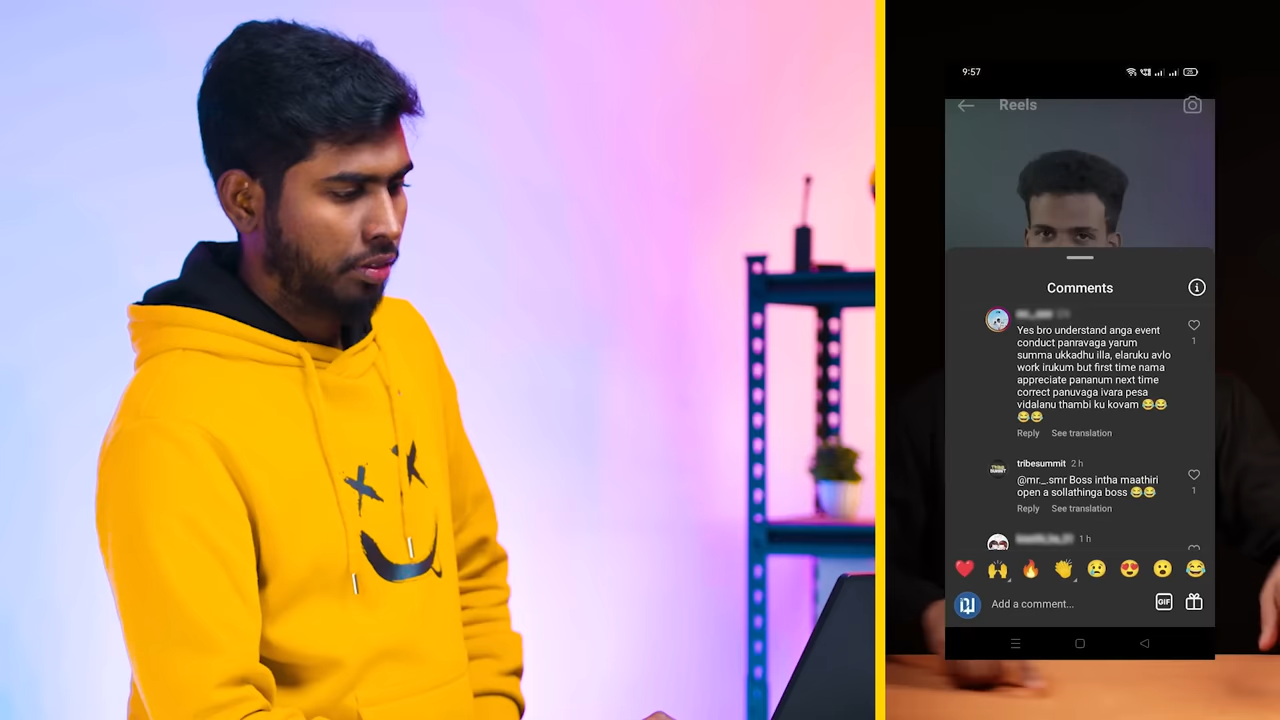 9:57
Reels
Comments
Yes bro understand anga event
conduct panravaga yarum
summa ukkadhu illa, elaruku avlo
work irukum but first time nama
appreciate pananum next time
correct panuvaga ivara pesa
vidalanu thambi ku kovam 😂😂
😂😂
1
Reply See translation
tribesummit 2 h
@mr._.smr Boss intha maathiri
open a sollathinga boss 😂😂
1
Reply See translation
1 h
❤️ 🙌 🔥 👏 😢 😍 😮 😂
Add a comment...
GIF